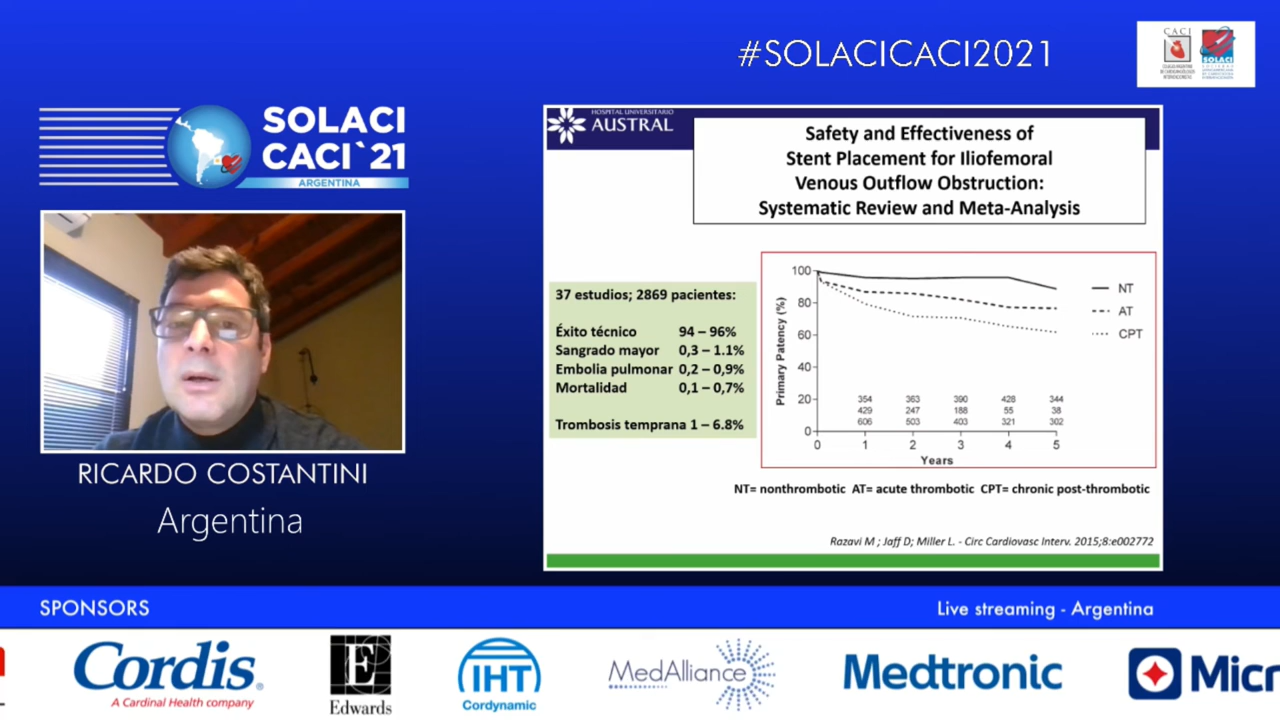 #SOLACICACI2021
CACI
SOLACI
SOLACI
CACI`21
ARGENTINA
RICARDO COSTANTINI
Argentina
HOSPITAL UNIVERSITARIO
AUSTRAL
Safety and Effectiveness of
Stent Placement for Iliofemoral
Venous Outflow Obstruction:
Systematic Review and Meta-Analysis
37 estudios; 2869 pacientes:
Éxito técnico 94 – 96%
Sangrado mayor 0,3 – 1.1%
Embolia pulmonar 0,2 – 0,9%
Mortalidad 0,1 – 0,7%
Trombosis temprana 1 – 6.8%
Primary Patency (%)
100
80
60
40
20
0
NT
AT
CPT
354 363 390 428 344
429 247 188 55 38
606 503 403 321 302
0 1 2 3 4 5
Years
NT= nonthrombotic AT= acute thrombotic CPT= chronic post-thrombotic
Razavi M ; Jaff D; Miller L. - Circ Cardiovasc Interv. 2015;8:e002772
SPONSORS
Live streaming - Argentina
Cordis®
A Cardinal Health company
E
Edwards
IHT
Cordynamic
MedAlliance
Medtronic
Micr